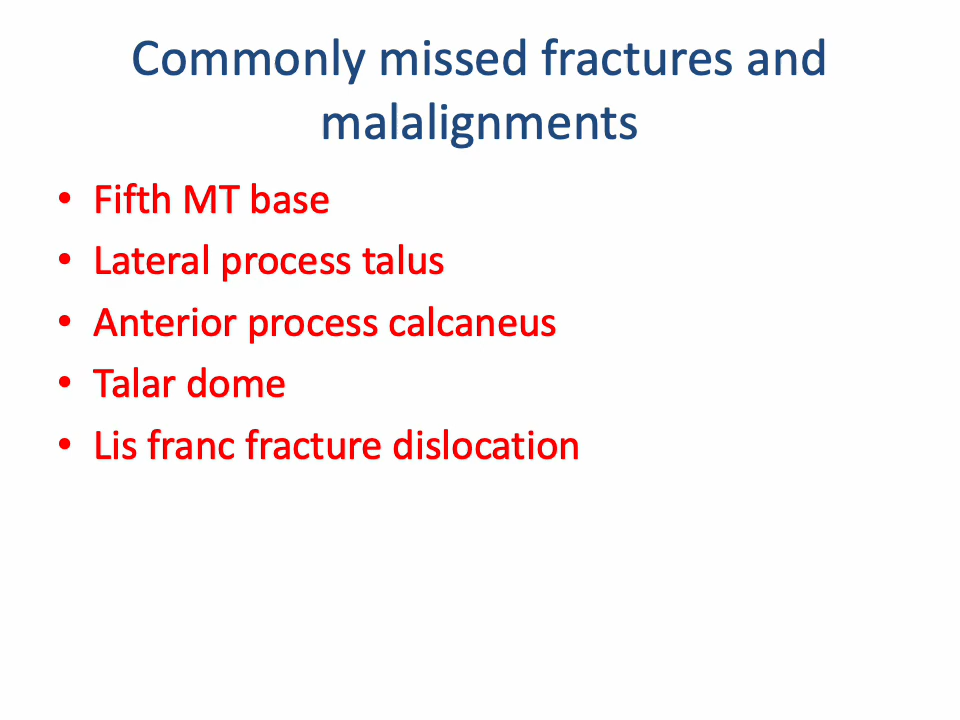 Commonly missed fractures and
malalignments
• Fifth MT base
• Lateral process talus
• Anterior process calcaneus
• Talar dome
• Lis franc fracture dislocation